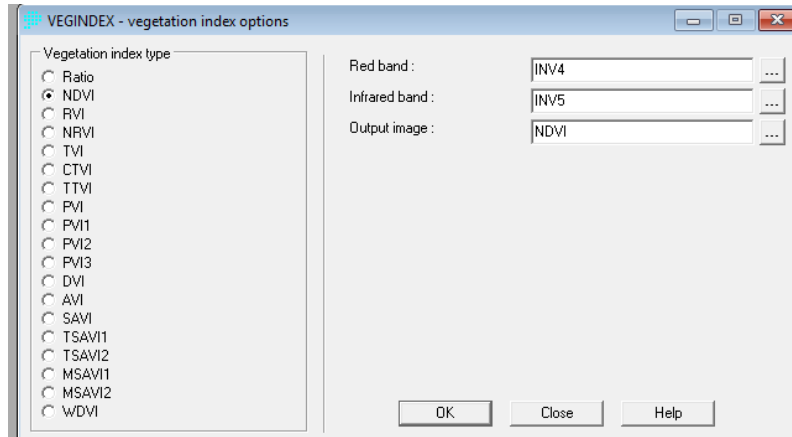 VEGINDEX - vegetation index options
Vegetation index type
Ratio
NDVI
RVI
NRVI
TVI
CTVI
TTVI
PVI
PVI1
PVI2
PVI3
DVI
AVI
SAVI
TSAVI1
TSAVI2
MSAVI1
MSAVI2
WDVI
Red band :
INV4
...
Infrared band :
INV5
...
Output image :
NDVI
...
OK
Close
Help